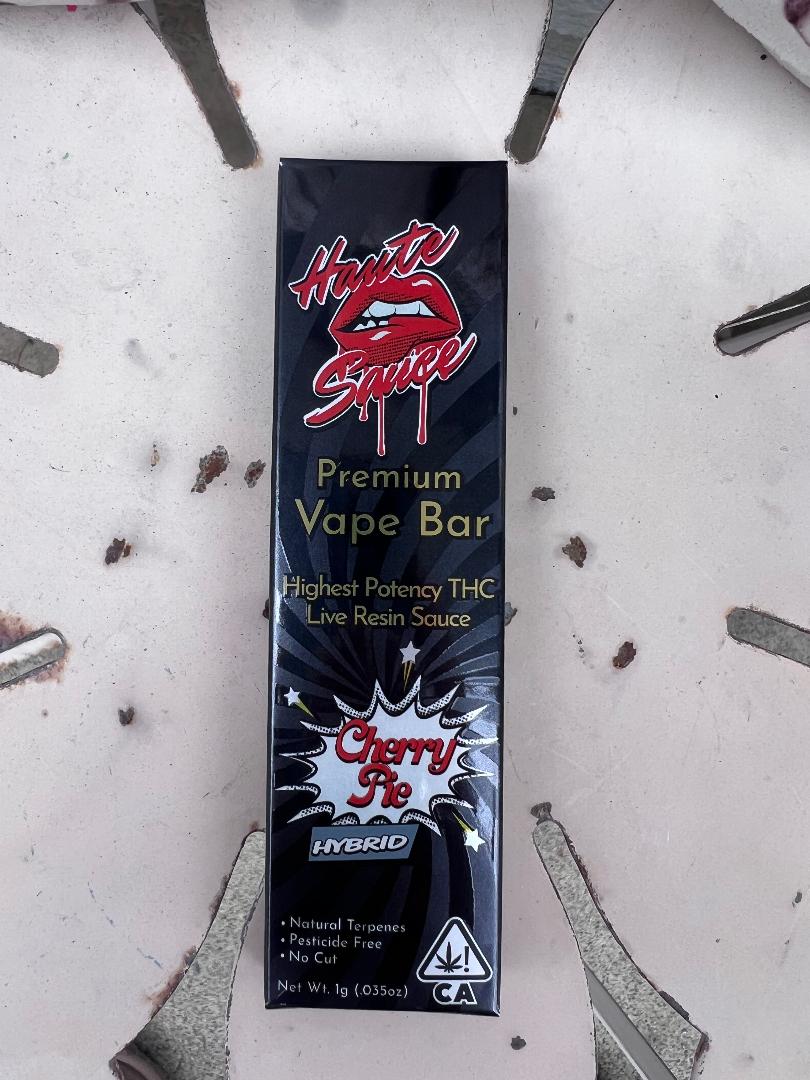 Haute
Sauce
Premium
Vape Bar
Highest Potency THC
Live Resin Sauce
Cherry
Pie
HYBRID
• Natural Terpenes
• Pesticide Free
• No Cut
Net Wt. 1g (.035oz)
!
CA